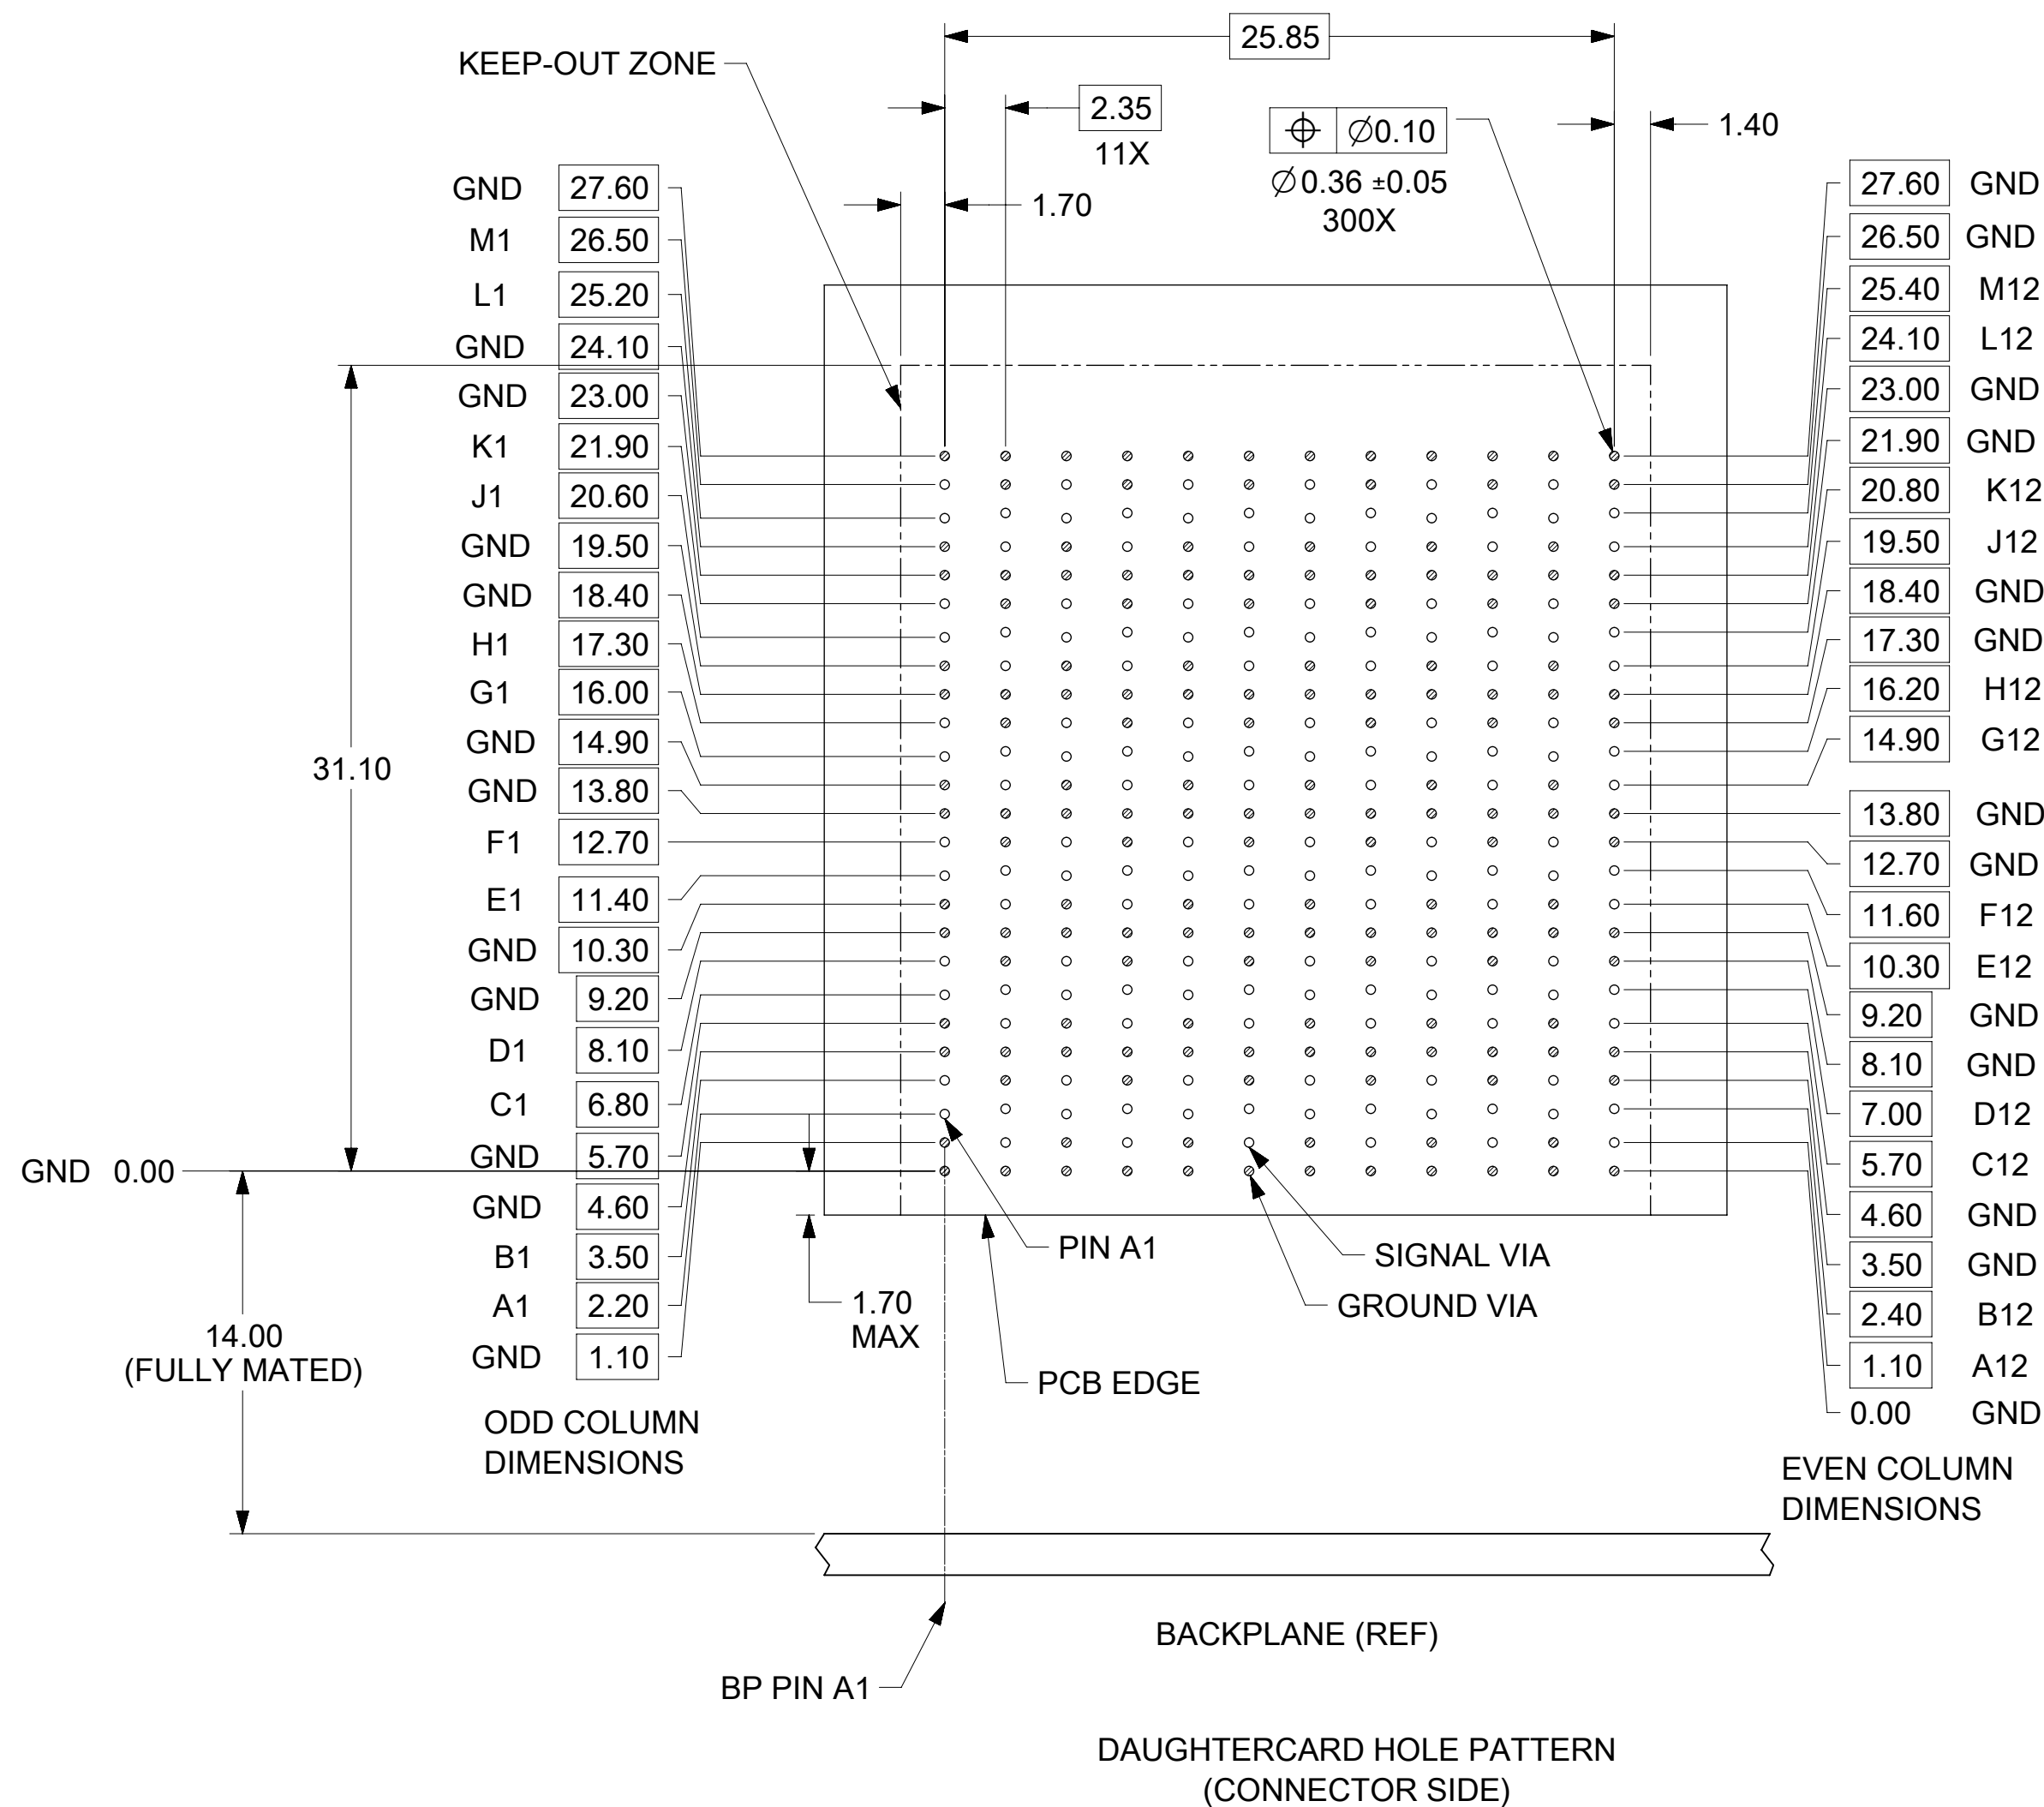 25.85
KEEP-OUT ZONE
2.35
11X
⌖ ∅0.10
1.40
∅0.36 ±0.05
300X
1.70
GND 27.60
M1 26.50
L1 25.20
GND 24.10
GND 23.00
K1 21.90
J1 20.60
GND 19.50
GND 18.40
H1 17.30
G1 16.00
GND 14.90
GND 13.80
F1 12.70
E1 11.40
GND 10.30
GND 9.20
D1 8.10
C1 6.80
GND 5.70
GND 4.60
B1 3.50
A1 2.20
GND 1.10
ODD COLUMN
DIMENSIONS
27.60 GND
26.50 GND
25.40 M12
24.10 L12
23.00 GND
21.90 GND
20.80 K12
19.50 J12
18.40 GND
17.30 GND
16.20 H12
14.90 G12
13.80 GND
12.70 GND
11.60 F12
10.30 E12
9.20 GND
8.10 GND
7.00 D12
5.70 C12
4.60 GND
3.50 GND
2.40 B12
1.10 A12
0.00 GND
EVEN COLUMN
DIMENSIONS
31.10
GND 0.00
14.00
(FULLY MATED)
1.70
MAX
PIN A1
SIGNAL VIA
GROUND VIA
PCB EDGE
BACKPLANE (REF)
BP PIN A1
DAUGHTERCARD HOLE PATTERN
(CONNECTOR SIDE)